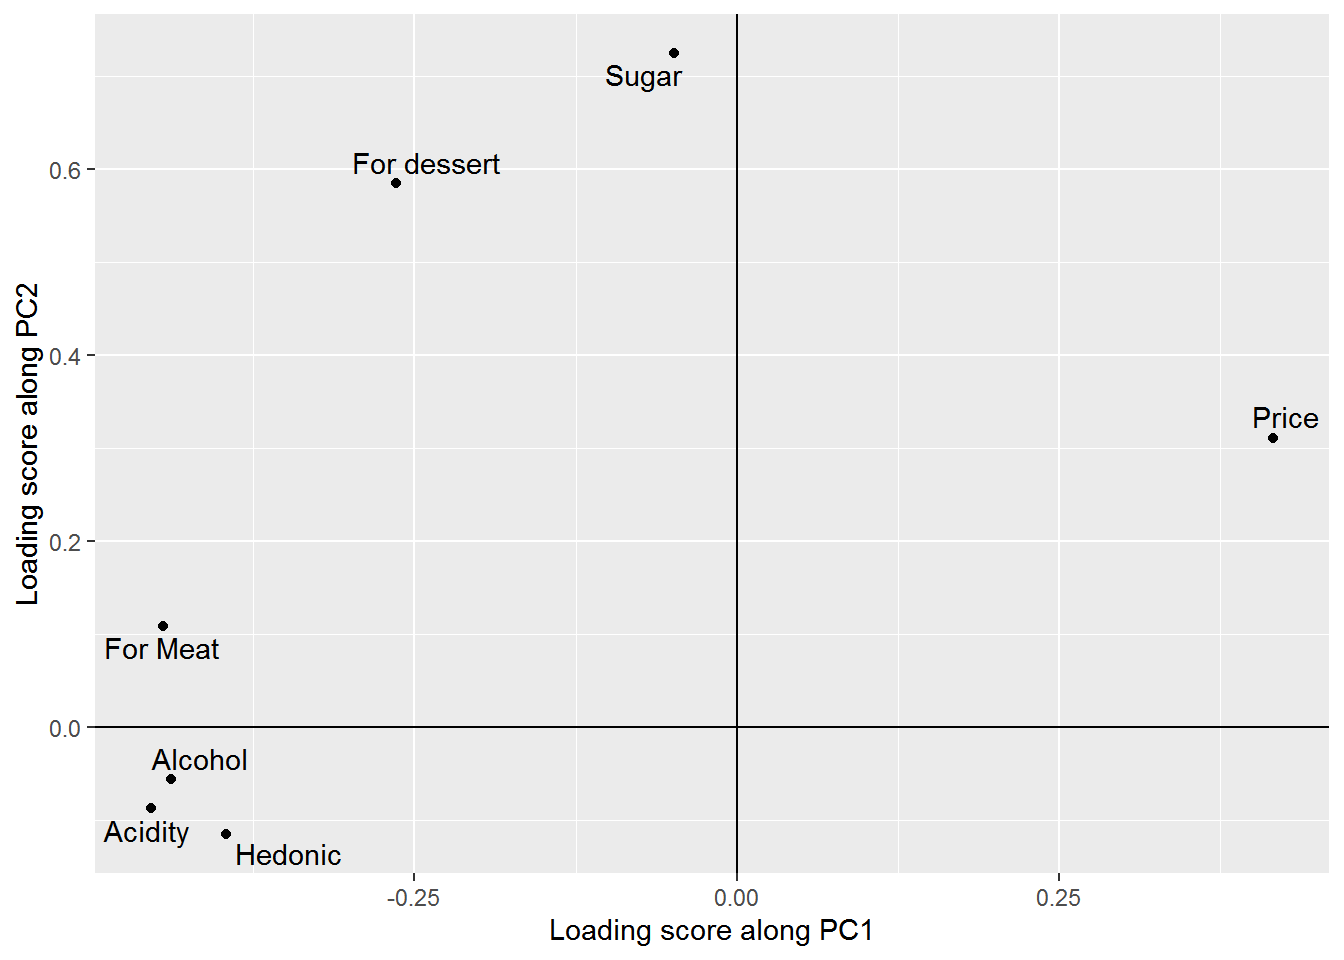 Sugar
For dessert
Price
For Meat
Alcohol
Acidity
Hedonic
0.6
0.4
0.2
0.0
-0.25
0.00
0.25
Loading score along PC1
Loading score along PC2